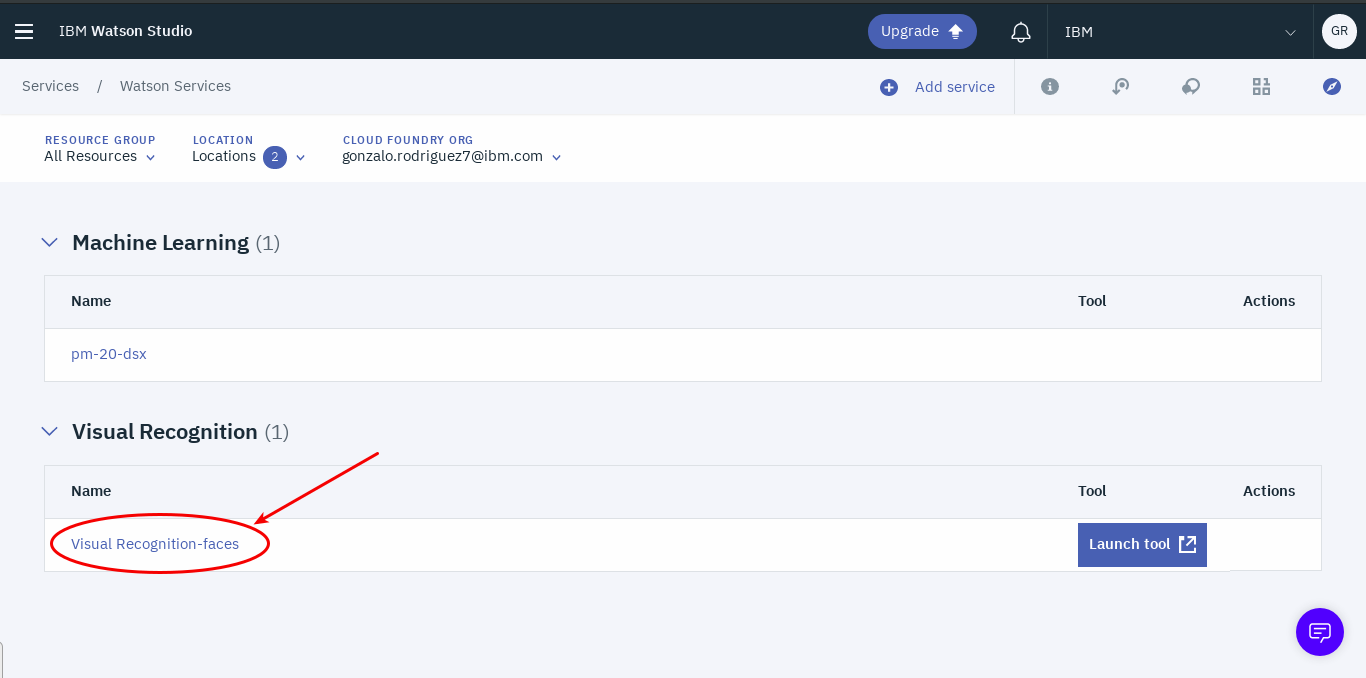 IBM Watson Studio
Upgrade
IBM
GR
Services / Watson Services
Add service
RESOURCE GROUP
All Resources
LOCATION
Locations 2
CLOUD FOUNDRY ORG
gonzalo.rodriguez7@ibm.com
Machine Learning (1)
Name Tool Actions
pm-20-dsx
Visual Recognition (1)
Name Tool Actions
Visual Recognition-faces Launch tool